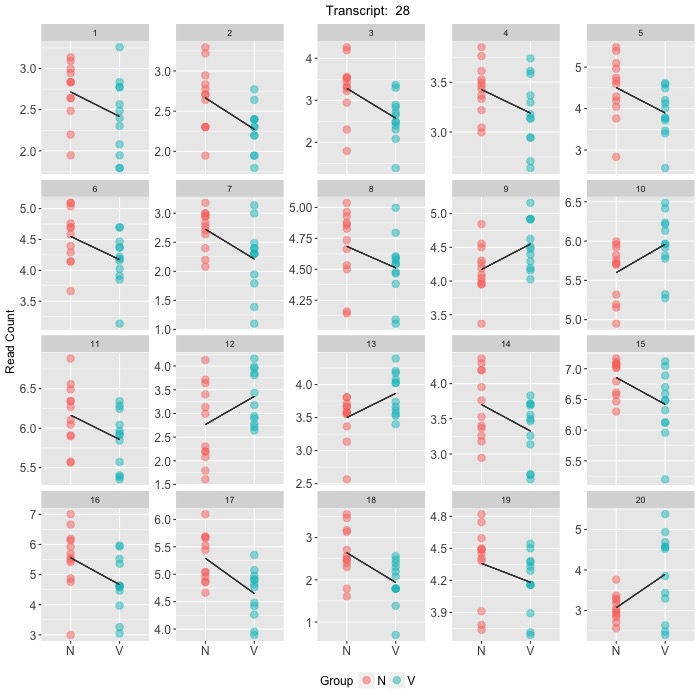 Transcript: 28
1 2 3 4 5
3.0 2.5 2.0 3.0 2.5 2.0 4 3 2 3.5 3.0 5 4 3
6 7 8 9 10
5.0 4.5 4.0 3.5 3.0 2.5 2.0 1.5 1.0 5.00 4.75 4.50 4.25 5.0 4.5 4.0 3.5 6.5 6.0 5.5 5.0
Read Count
11 12 13 14 15
6.5 6.0 5.5 4.0 3.5 3.0 2.5 2.0 1.5 4.0 3.5 3.0 2.5 4.0 3.5 3.0 7.0 6.5 6.0 5.5
16 17 18 19 20
7 6 5 4 3 6.0 5.5 5.0 4.5 4.0 3 2 1 4.8 4.5 4.2 3.9 5 4 3
N V N V N V N V N V
Group N V